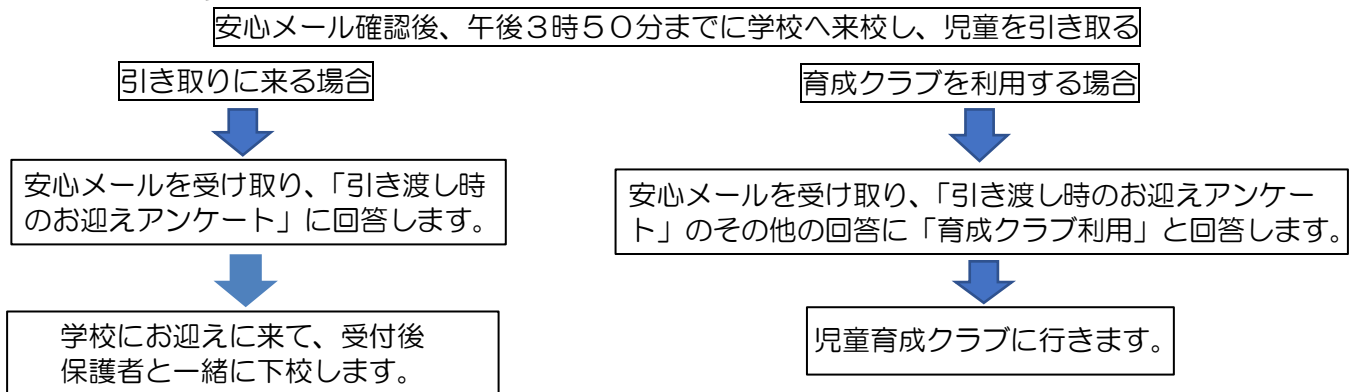 安心メール確認後、午後３時５０分までに学校へ来校し、児童を引き取る
引き取りに来る場合
育成クラブを利用する場合
安心メールを受け取り、「引き渡し時
のお迎えアンケート」に回答します。
安心メールを受け取り、「引き渡し時のお迎えアンケー
ト」のその他の回答に「育成クラブ利用」と回答します。
学校にお迎えに来て、受付後
保護者と一緒に下校します。
児童育成クラブに行きます。